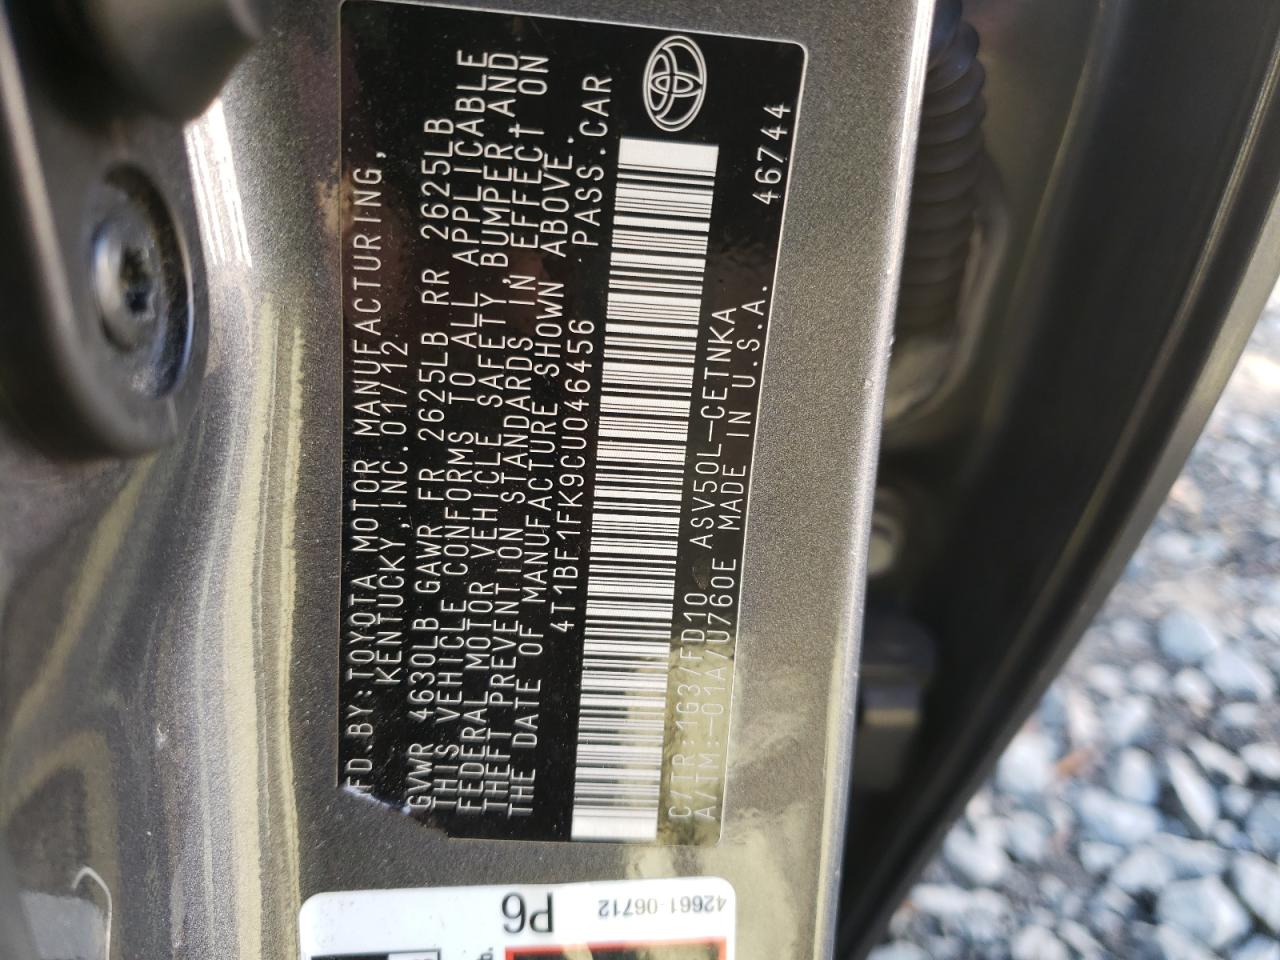 MFD.BY:TOYOTA MOTOR MANUFACTURING,
KENTUCKY,INC.01/12
GVWR 4630LB GAWR FR 2625LB RR 2625LB
THIS VEHICLE CONFORMS TO ALL APPLICABLE
FEDERAL MOTOR VEHICLE SAFETY,BUMPER,AND
THEFT PREVENTION STANDARDS IN EFFECT ON
THE DATE OF MANUFACTURE SHOWN ABOVE.
4T1BF1FK9CU046456 PASS.CAR
C/TR:1G3/FD10 ASV50L-CETNKA
A/TM:-01A/U760E MADE IN U.S.A.
46744
42661-06712
P6